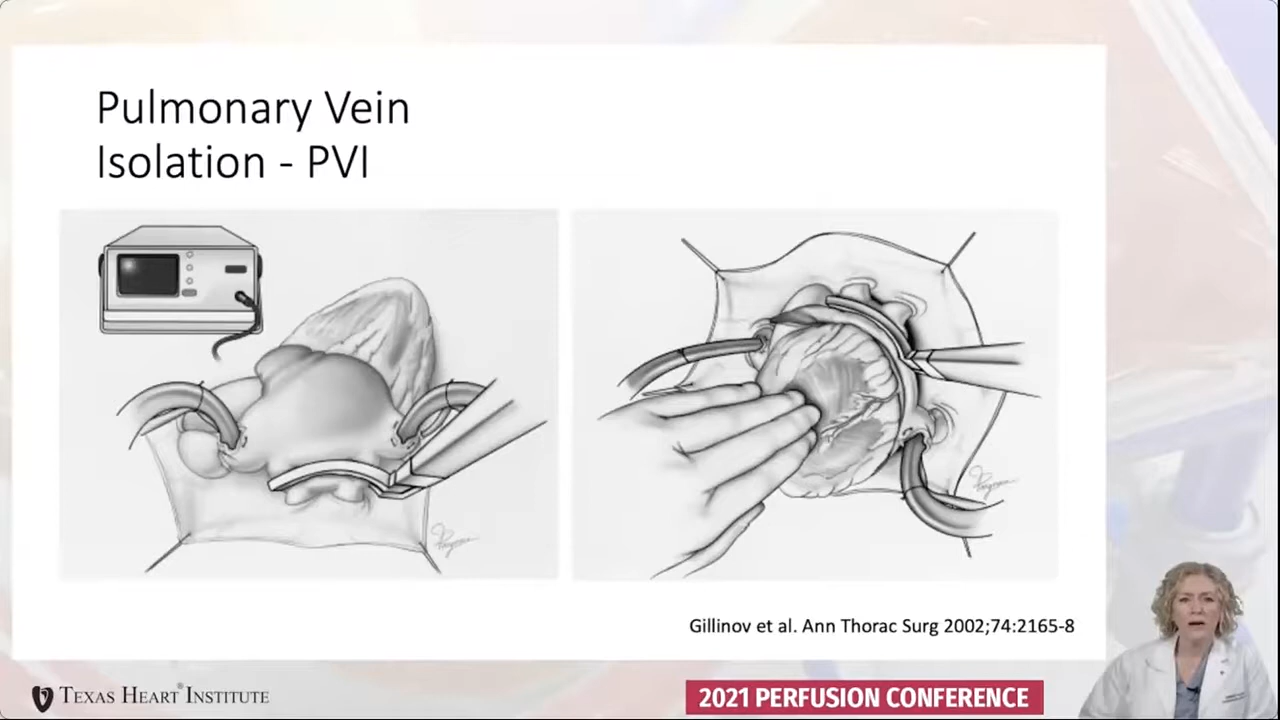 Pulmonary Vein
Isolation - PVI
Gillinov et al. Ann Thorac Surg 2002;74:2165-8
TEXAS HEART® INSTITUTE
2021 PERFUSION CONFERENCE